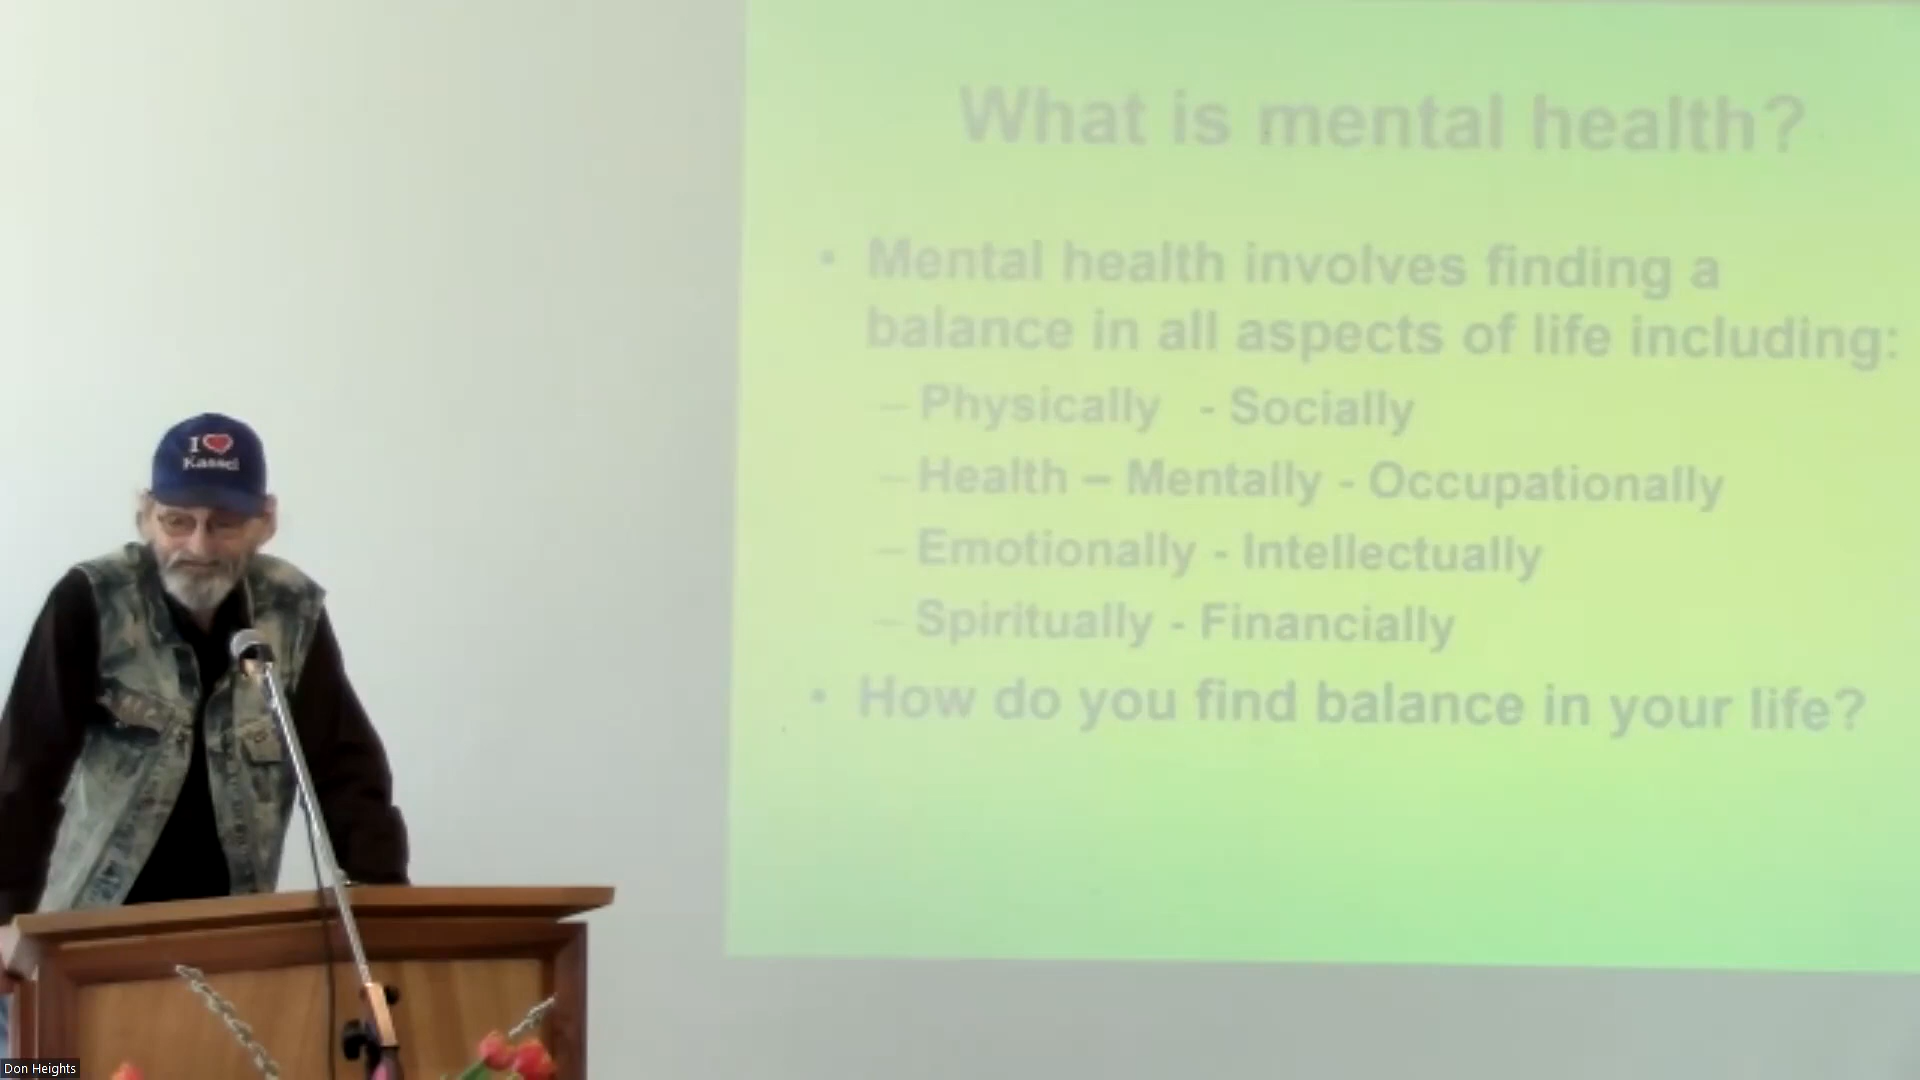 What is mental health?
• Mental health involves finding a
balance in all aspects of life including:
– Physically - Socially
– Health – Mentally - Occupationally
– Emotionally - Intellectually
– Spiritually - Financially
• How do you find balance in your life?
I ❤
Kassel
Don Heights